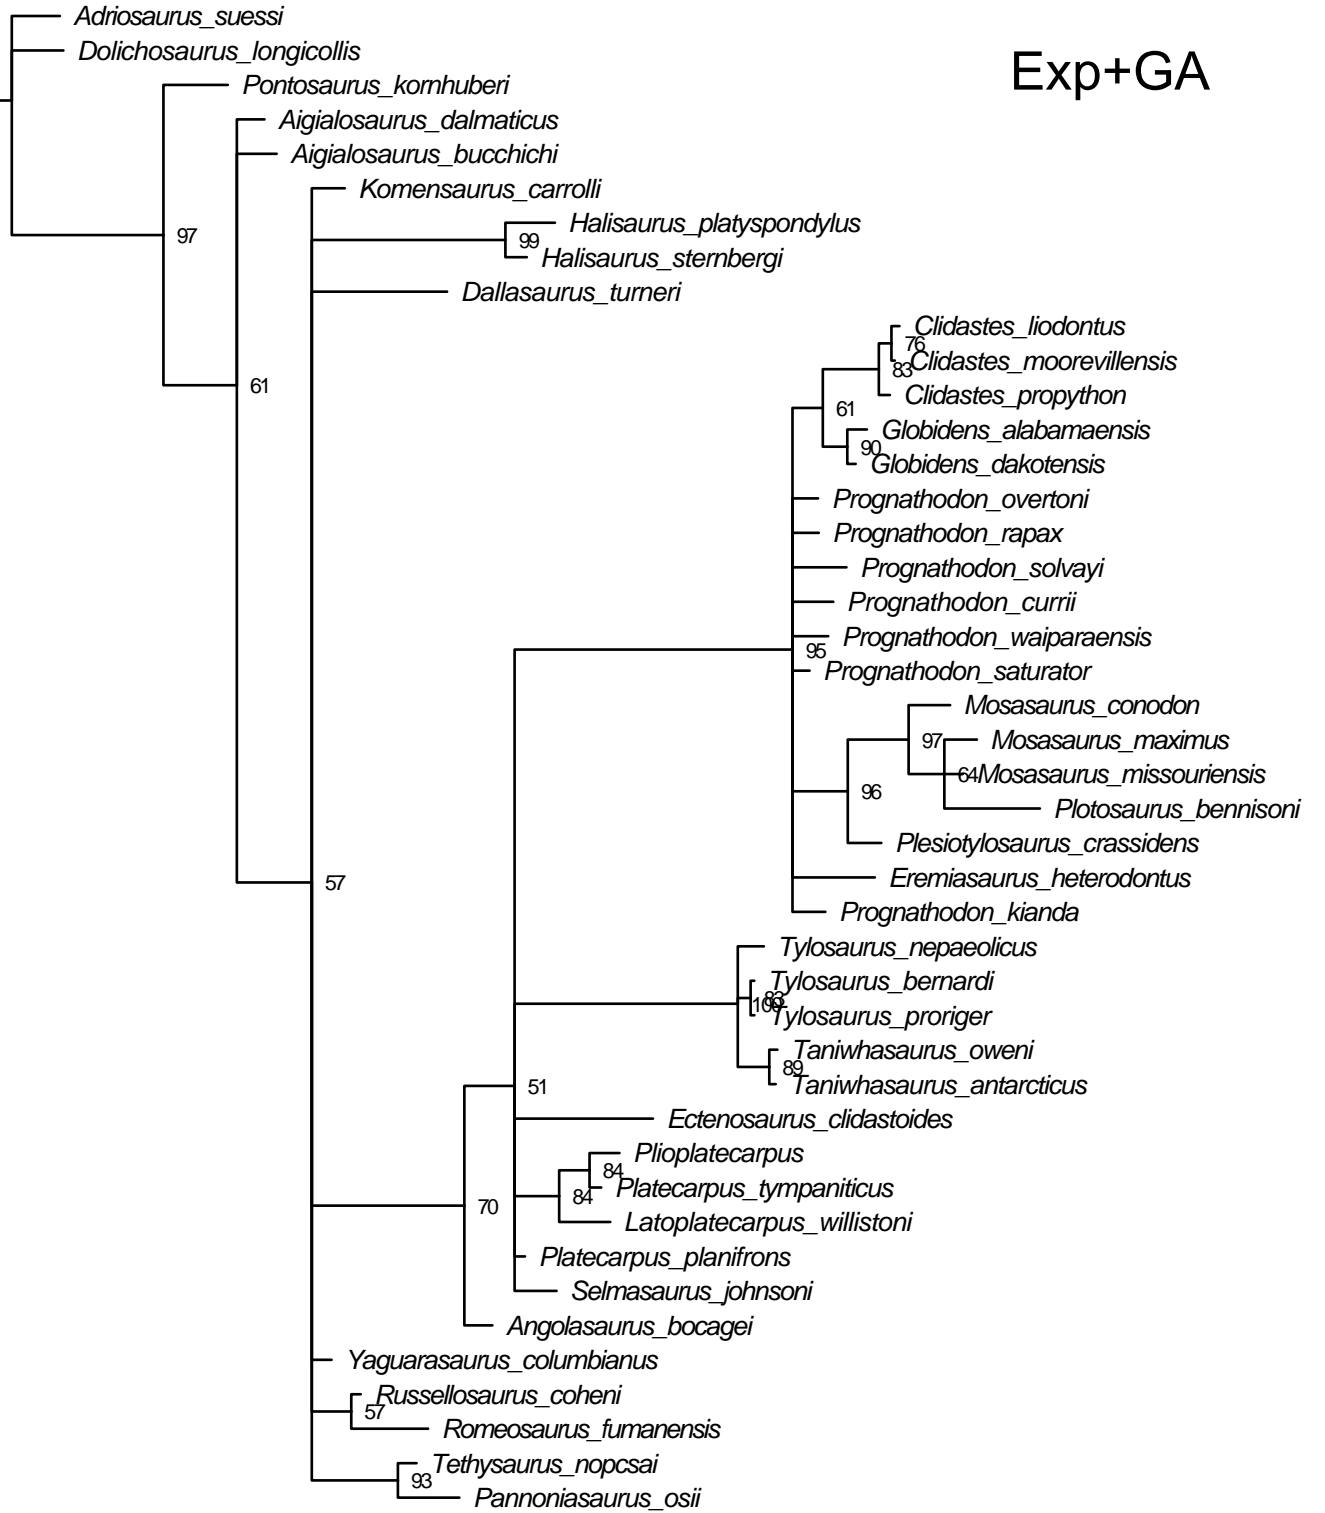 Adriosaurus_suessi
Dolichosaurus_longicollis
Exp+GA
Pontosaurus_kornhuberi
Aigialosaurus_dalmaticus
Aigialosaurus_bucchichi
Komensaurus_carrolli
Halisaurus_platyspondylus
97
99
Halisaurus_sternbergi
Dallasaurus_turneri
Clidastes_liodontus
76
Clidastes_moorevillensis
83
61
Clidastes_propython
61
Globidens_alabamaensis
90
Globidens_dakotensis
Prognathodon_overtoni
Prognathodon_rapax
Prognathodon_solvayi
Prognathodon_currii
Prognathodon_waiparaensis
95
Prognathodon_saturator
Mosasaurus_conodon
97
Mosasaurus_maximus
64
Mosasaurus_missouriensis
96
Plotosaurus_bennisoni
Plesiotylosaurus_crassidens
Eremiasaurus_heterodontus
57
Prognathodon_kianda
Tylosaurus_nepaeolicus
Tylosaurus_bernardi
83
100
Tylosaurus_proriger
Taniwhasaurus_oweni
89
Taniwhasaurus_antarcticus
51
Ectenosaurus_clidastoides
Plioplatecarpus
84
Platecarpus_tympaniticus
84
70
Latoplatecarpus_willistoni
Platecarpus_planifrons
Selmasaurus_johnsoni
Angolasaurus_bocagei
Yaguarasaurus_columbianus
Russellosaurus_coheni
57
Romeosaurus_fumanensis
Tethysaurus_nopcsai
93
Pannoniasaurus_osii